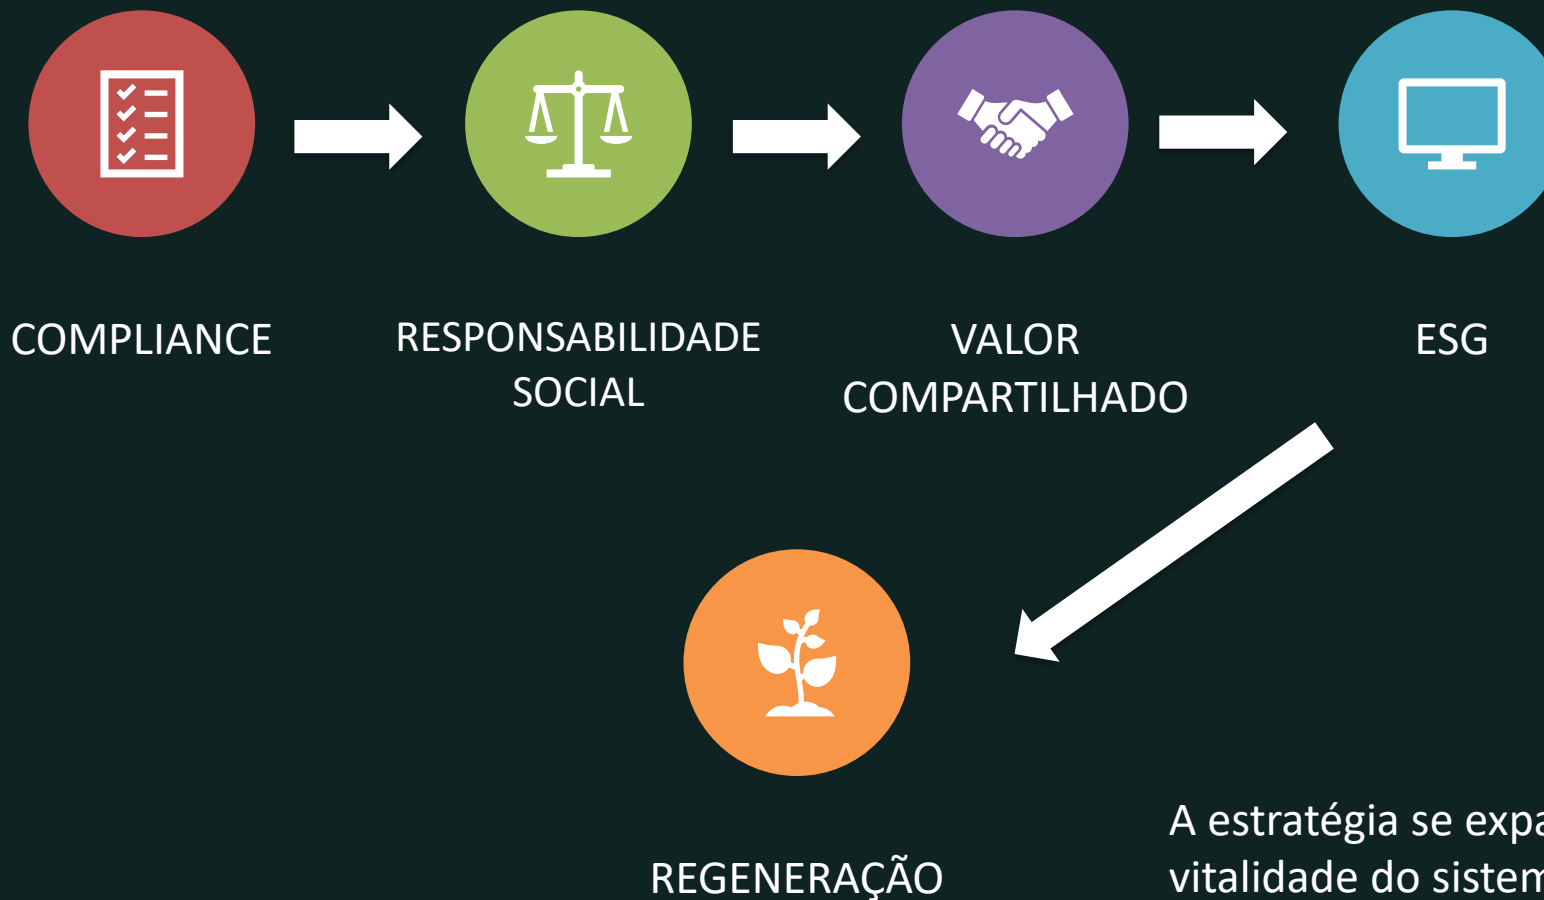 COMPLIANCE
RESPONSABILIDADE
SOCIAL
VALOR
COMPARTILHADO
ESG
REGENERAÇÃO
A estratégia se
vitalidade do